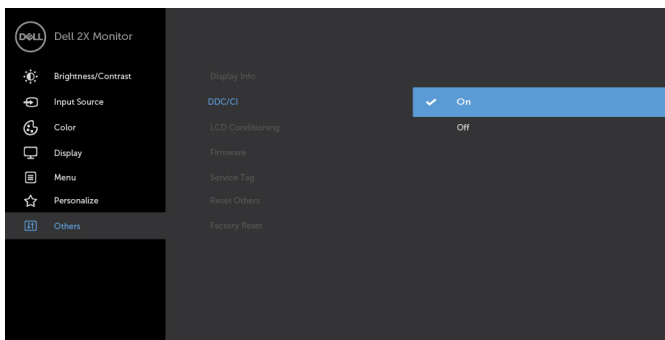 DELL Dell 2X Monitor
Brightness/Contrast
Input Source
Color
Display
Menu
Personalize
Others
Display Info
DDC/CI
LCD Conditioning
Firmware
Service Tag
Reset Others
Factory Reset
On
Off